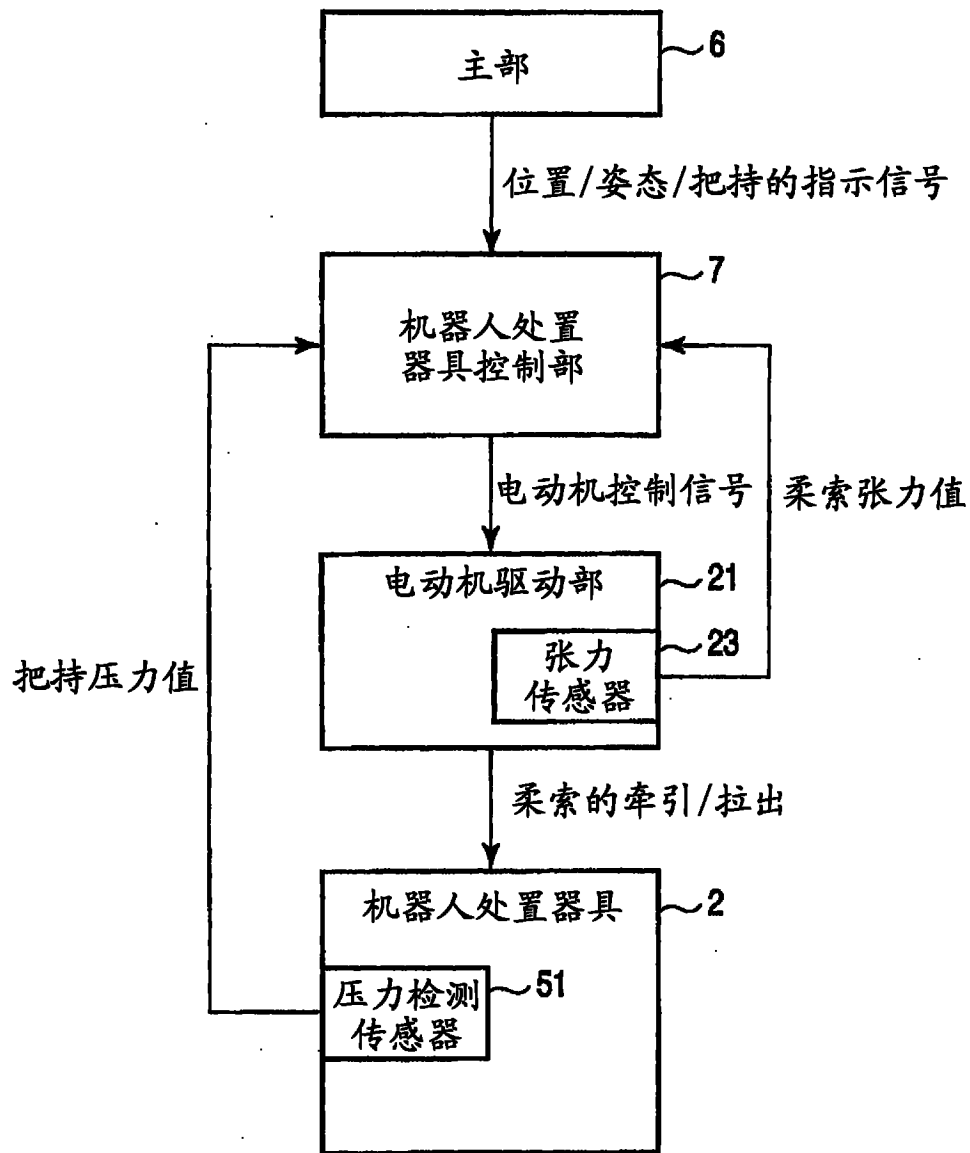 主部
6
位置/姿态/把持的指示信号
7
机器人处置
器具控制部
电动机控制信号
柔索张力值
电动机驱动部
21
23
张力
传感器
把持压力值
柔索的牵引/拉出
机器人处置器具
2
压力检测
传感器
51